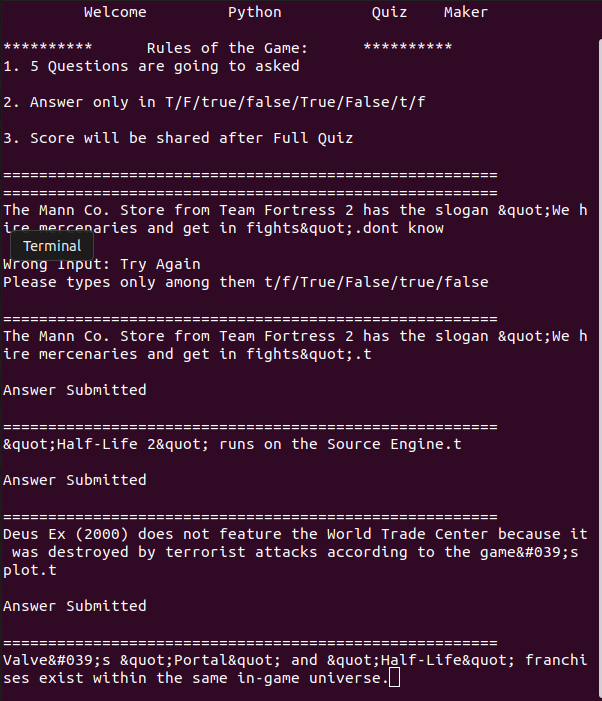 Welcome Python Quiz Maker
********** Rules of the Game: **********
1. 5 Questions are going to asked
2. Answer only in T/F/true/false/True/False/t/f
3. Score will be shared after Full Quiz
=======================================================
=======================================================
The Mann Co. Store from Team Fortress 2 has the slogan &quot;We h
ire mercenaries and get in fights&quot;.dont know
Terminal
Wrong Input: Try Again
Please types only among them t/f/True/False/true/false
=======================================================
The Mann Co. Store from Team Fortress 2 has the slogan &quot;We h
ire mercenaries and get in fights&quot;.t
Answer Submitted
=======================================================
&quot;Half-Life 2&quot; runs on the Source Engine.t
Answer Submitted
=======================================================
Deus Ex (2000) does not feature the World Trade Center because it
was destroyed by terrorist attacks according to the game&#039;s
plot.t
Answer Submitted
=======================================================
Valve&#039;s &quot;Portal&quot; and &quot;Half-Life&quot; franchi
ses exist within the same in-game universe.